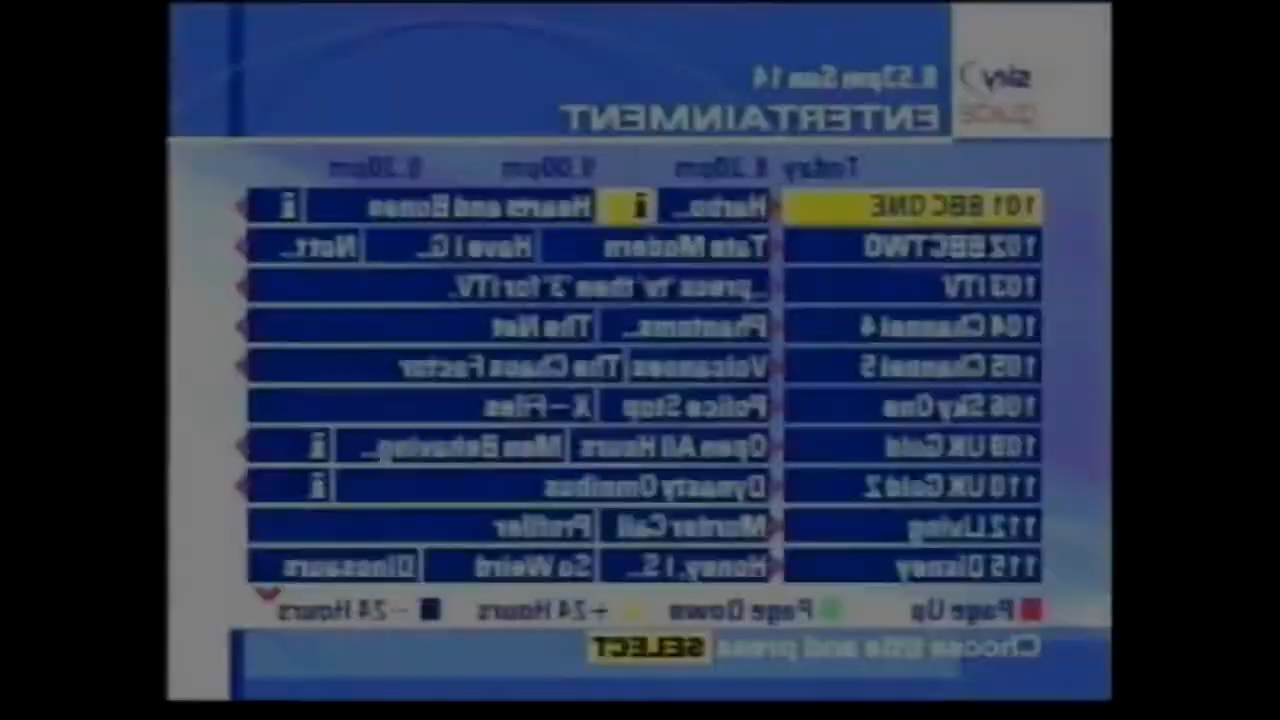 sky
GUIDE
8.53pm Sun 14
ENTERTAINMENT
Today 8.30pm 9.00pm 9.30pm
101 BBC ONE Harbo... i Hearts and Bones i
102 BBC TWO Tate Modern Have I G... Nott...
103 ITV ...press 'tv' then '3' for ITV.
104 Channel 4 Phantoms... The Net
105 Channel 5 Volcanoes The Chaos Factor
106 Sky One Police Stop X-Files
109 UK Gold Open All Hours Men Behaving... i
110 UK Gold 2 Dynasty Omnibus i
112 Living Murder Call Profiler
115 Disney Honey, I S... So Weird Dinosaurs
Page Up Page Down +24 Hours -24 Hours
Choose title and press SELECT